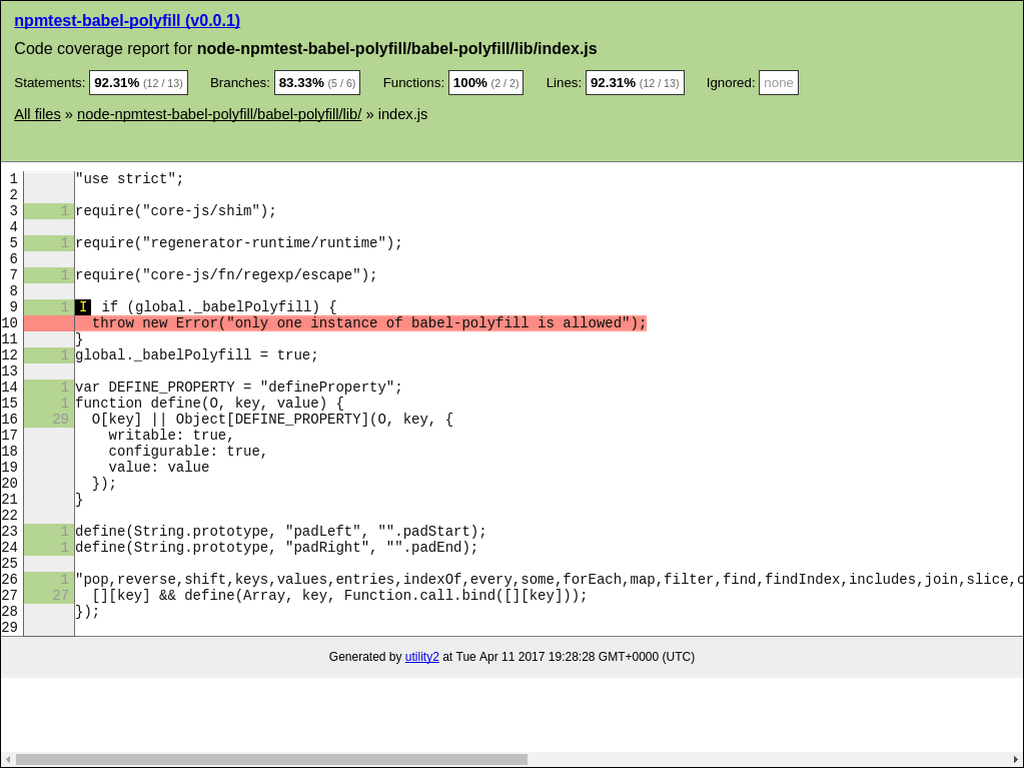 npmtest-babel-polyfill (v0.0.1)
Code coverage report for node-npmtest-babel-polyfill/babel-polyfill/lib/index.js
Statements: 92.31% (12 / 13) Branches: 83.33% (5 / 6) Functions: 100% (2 / 2) Lines: 92.31% (12 / 13) Ignored: none
All files » node-npmtest-babel-polyfill/babel-polyfill/lib/ » index.js
1 "use strict";
2
3 1 require("core-js/shim");
4
5 1 require("regenerator-runtime/runtime");
6
7 1 require("core-js/fn/regexp/escape");
8
9 1 I if (global._babelPolyfill) {
10 throw new Error("only one instance of babel-polyfill is allowed");
11 }
12 1 global._babelPolyfill = true;
13
14 1 var DEFINE_PROPERTY = "defineProperty";
15 1 function define(O, key, value) {
16 29 O[key] || Object[DEFINE_PROPERTY](O, key, {
17 writable: true,
18 configurable: true,
19 value: value
20 });
21 }
22
23 1 define(String.prototype, "padLeft", "".padStart);
24 1 define(String.prototype, "padRight", "".padEnd);
25
26 1 "pop,reverse,shift,keys,values,entries,indexOf,every,some,forEach,map,filter,find,findIndex,includes,join,slice,
27 27 [][key] && define(Array, key, Function.call.bind([][key]));
28 });
29
Generated by utility2 at Tue Apr 11 2017 19:28:28 GMT+0000 (UTC)